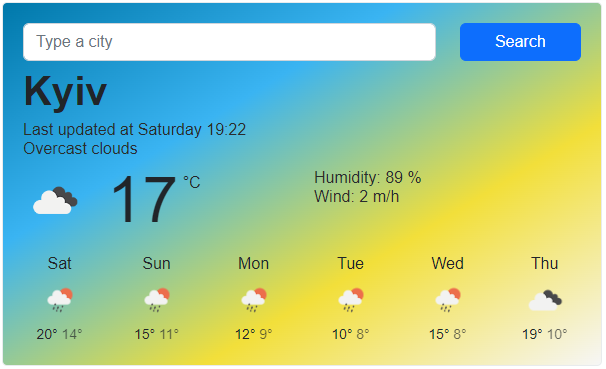 Type a city
Search
Kyiv
Last updated at Saturday 19:22
Overcast clouds
17 °C
Humidity: 89 %
Wind: 2 m/h
Sat Sun Mon Tue Wed Thu
20° 14° 15° 11° 12° 9° 10° 8° 15° 8° 19° 10°